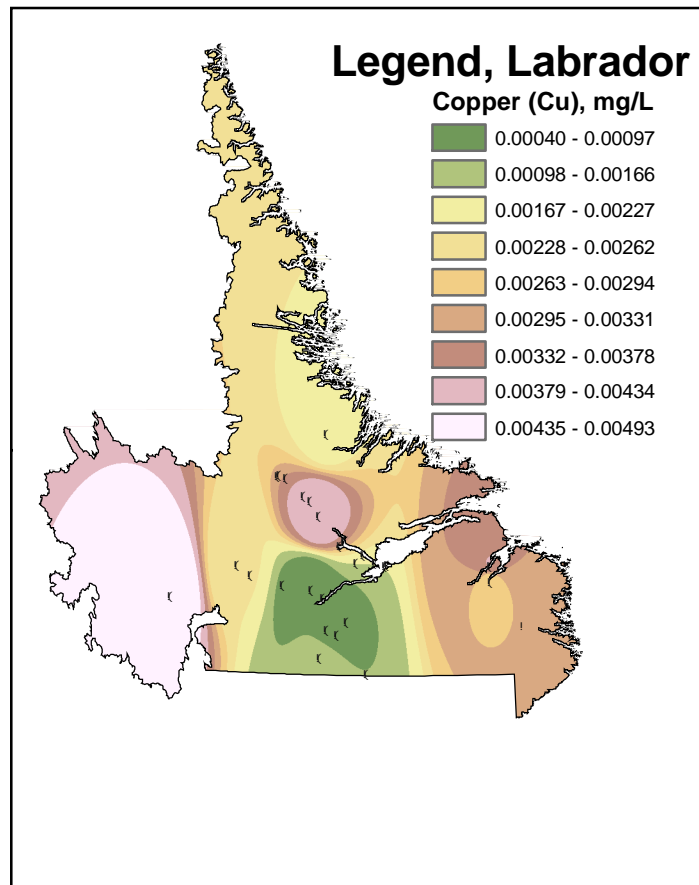 Legend, Labrador
Copper (Cu), mg/L
0.00040 - 0.00097
0.00098 - 0.00166
0.00167 - 0.00227
0.00228 - 0.00262
0.00263 - 0.00294
0.00295 - 0.00331
0.00332 - 0.00378
0.00379 - 0.00434
0.00435 - 0.00493